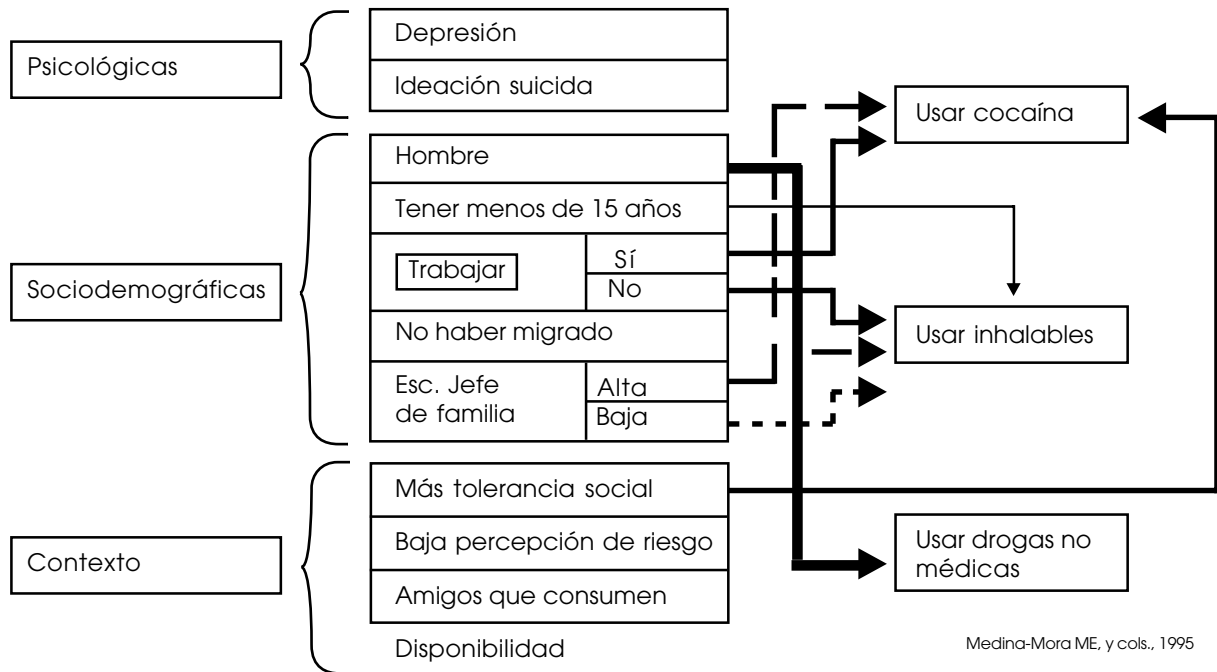 Psicológicas
Depresión
Ideación suicida
Sociodemográficas
Hombre
Tener menos de 15 años
Trabajar
Sí
No
No haber migrado
Esc. Jefe
de familia
Alta
Baja
Contexto
Más tolerancia social
Baja percepción de riesgo
Amigos que consumen
Disponibilidad
Usar cocaína
Usar inhalables
Usar drogas no
médicas
Medina-Mora ME, y cols., 1995